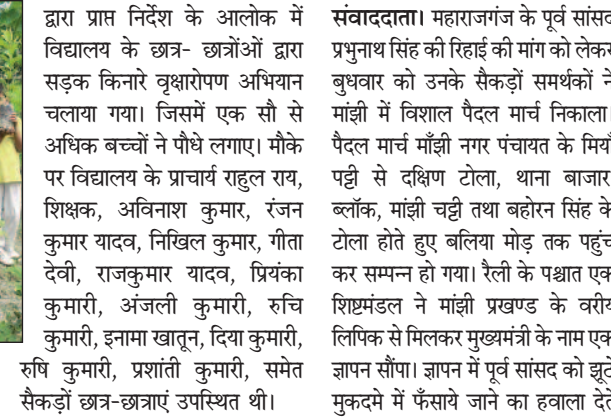 द्वारा प्राप्त निर्देश के आलोक में
विद्यालय के छात्र- छात्रोंओं द्वारा
सड़क किनारे वृक्षारोपण अभियान
चलाया गया। जिसमें एक सौ से
अधिक बच्चों ने पौधे लगाए। मौके
पर विद्यालय के प्राचार्य राहुल राय,
शिक्षक, अविनाश कुमार, रंजन
कुमार यादव, निखिल कुमार, गीता
देवी, राजकुमार यादव, प्रियंका
कुमारी, अंजली कुमारी, रुचि
कुमारी, इनामा खातून, दिया कुमारी,
रुषि कुमारी, प्रशांती कुमारी, समेत
सैकड़ों छात्र-छात्राएं उपस्थित थी।
संवाददाता। महाराजगंज के पूर्व सांसद
प्रभुनाथ सिंह की रिहाई की मांग को लेकर
बुधवार को उनके सैकड़ों समर्थकों ने
मांझी में विशाल पैदल मार्च निकाला।
पैदल मार्च माँझी नगर पंचायत के मियाँ
पट्टी से दक्षिण टोला, थाना बाजार
ब्लॉक, मांझी चट्टी तथा बहोरन सिंह के
टोला होते हुए बलिया मोड़ तक पहुंच
कर सम्पन्न हो गया। रैली के पश्चात एक
शिष्टमंडल ने मांझी प्रखण्ड के वरीय
लिपिक से मिलकर मुख्यमंत्री के नाम एक
ज्ञापन सौंपा। ज्ञापन में पूर्व सांसद को झूठे
मुकदमे में फँसाये जाने का हवाला देते